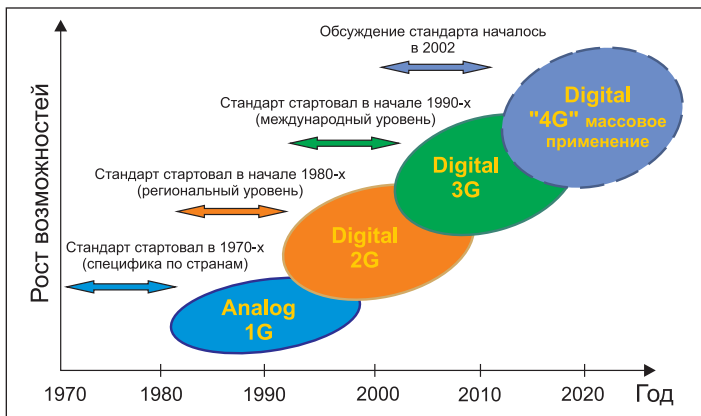 Обсуждение стандарта началось
в 2002
Digital
"4G" массовое
применение
Стандарт стартовал в начале 1990-х
(международный уровень)
Digital
3G
Стандарт стартовал в начале 1980-х
(региональный уровень)
Digital
2G
Стандарт стартовал в 1970-х
(специфика по странам)
Analog
1G
Рост возможностей
1970
1980
1990
2000
2010
2020
Год